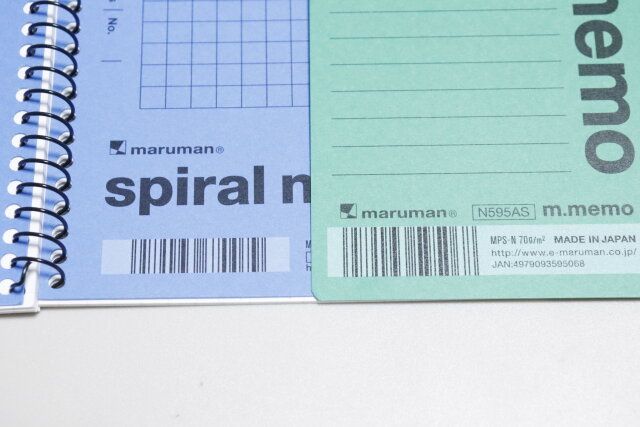 No.
maruman®
spiral
memo
maruman® N595AS m.memo
MPS-N 70g/m² MADE IN JAPAN
http://www.e-maruman.co.jp/
JAN:4979093595068